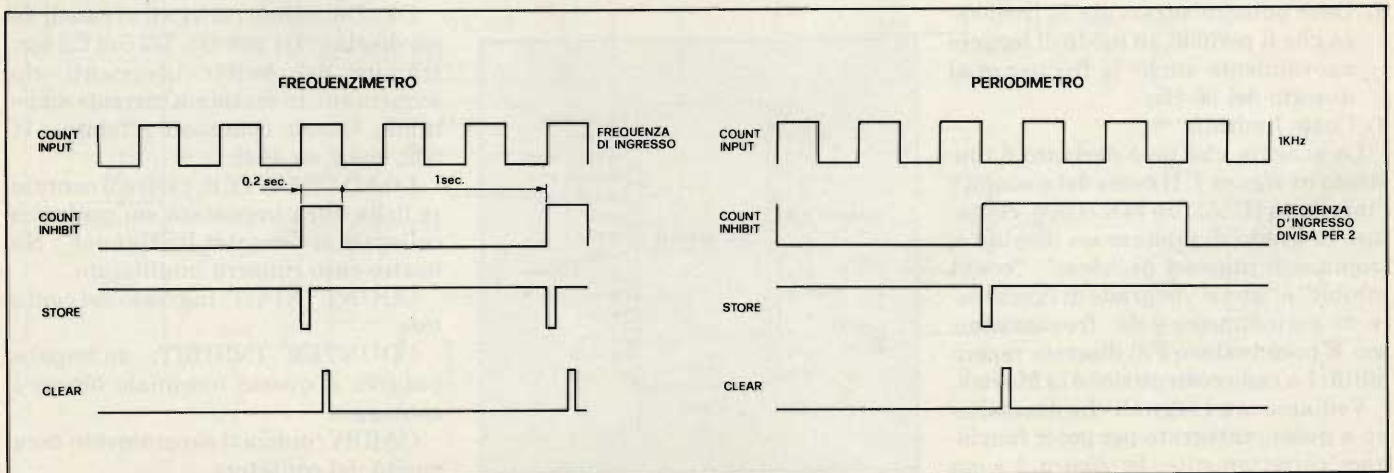 FREQUENZIMETRO
COUNT
INPUT
FREQUENZA
DI INGRESSO
0.2 sec.
1sec.
COUNT
INHIBIT
STORE
CLEAR
PERIODIMETRO
COUNT
INPUT
1KHz
COUNT
INHIBIT
FREQUENZA
D'INGRESSO
DIVISA PER 2
STORE
CLEAR